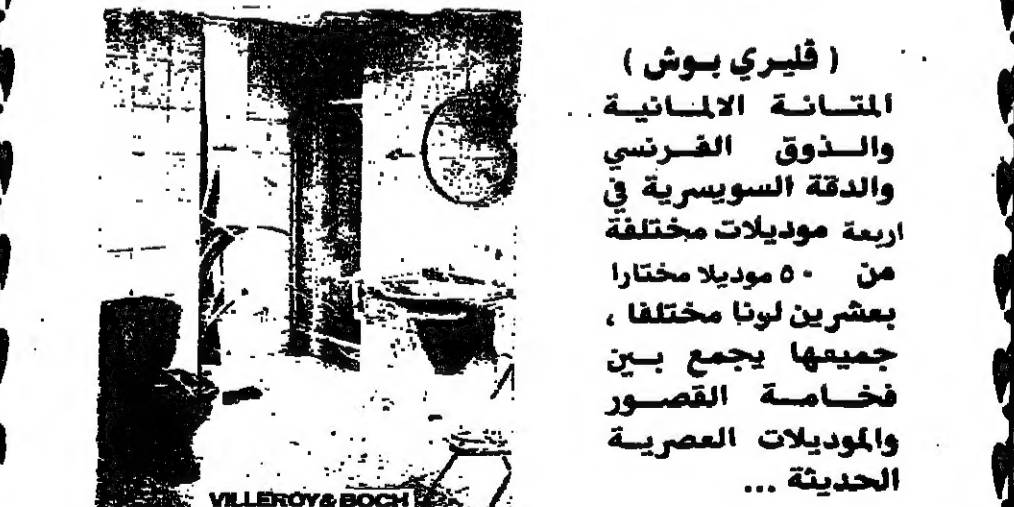 ( ڤليري بوش )
المتانة الالمانية
والذوق الفرنسي
والدقة السويسرية في
اربعة موديلات مختلفة
من ٥٠ موديلا مختارا
بعشرين لونا مختلفا ،
جميعها يجمع بين
فخامة القصور
والموديلات العصرية
الحديثة ...
VILLEROY & BOCH